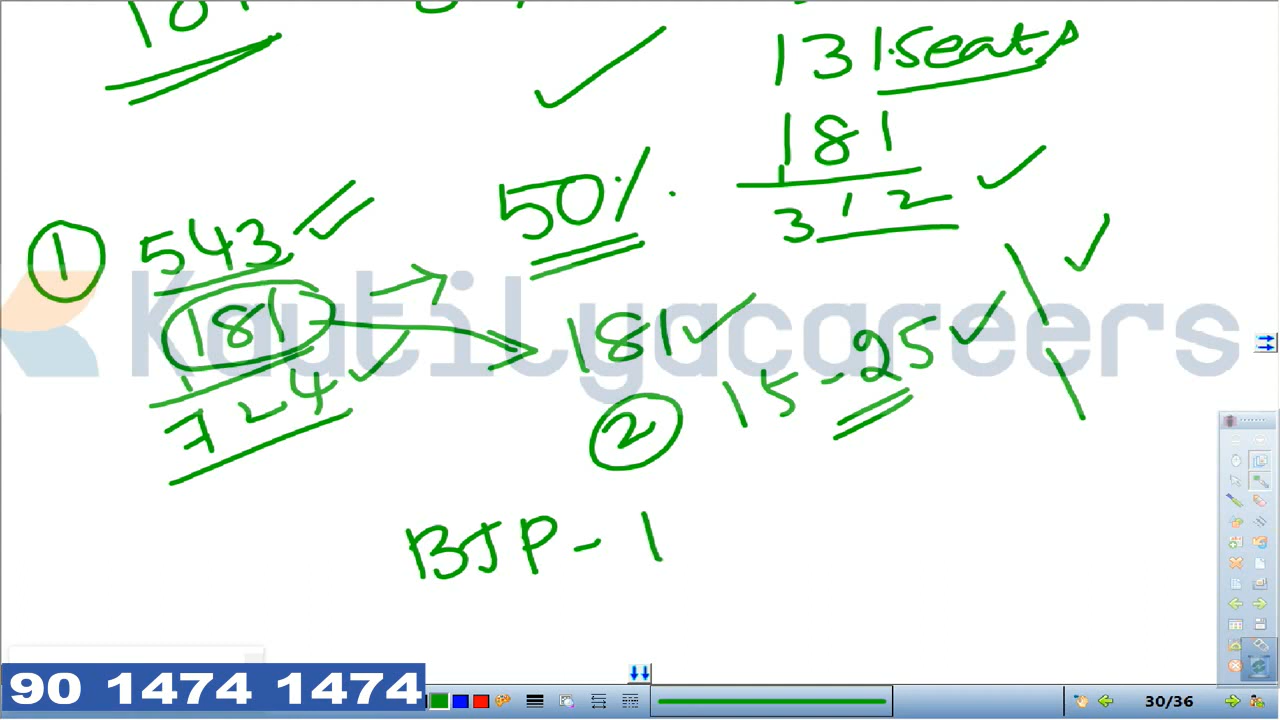 131.Seats
181
312
50%.
① 543
181
724
181
② 15-25
Kautilyacareers
BJP - 1
90 1474 1474
30/36